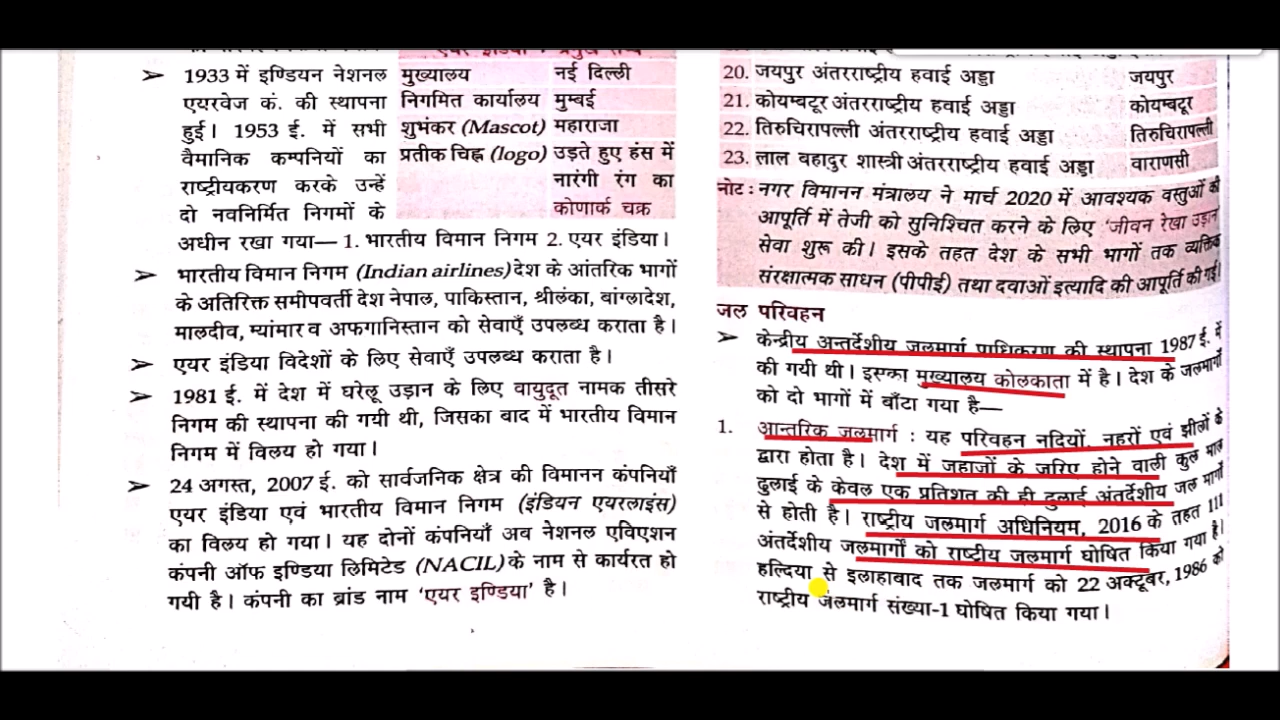 1933 में इण्डियन नेशनल
एयरवेज कं. की स्थापना
हुई। 1953 ई. में सभी
वैमानिक कम्पनियों का
राष्ट्रीयकरण करके उन्हें
दो नवनिर्मित निगमों के
अधीन रखा गया— 1. भारतीय विमान निगम 2. एयर इंडिया।
मुख्यालय नई दिल्ली
निगमित कार्यालय मुम्बई
शुभंकर (Mascot) महाराजा
प्रतीक चिह्न (logo) उड़ते हुए हंस में
नारंगी रंग का
कोणार्क चक्र
➢ भारतीय विमान निगम (Indian airlines) देश के आंतरिक भागों
के अतिरिक्त समीपवर्ती देश नेपाल, पाकिस्तान, श्रीलंका, बांग्लादेश,
मालदीव, म्यांमार व अफगानिस्तान को सेवाएँ उपलब्ध कराता है।
➢ एयर इंडिया विदेशों के लिए सेवाएँ उपलब्ध कराता है।
➢ 1981 ई. में देश में घरेलू उड़ान के लिए वायुदूत नामक तीसरे
निगम की स्थापना की गयी थी, जिसका बाद में भारतीय विमान
निगम में विलय हो गया।
➢ 24 अगस्त, 2007 ई. को सार्वजनिक क्षेत्र की विमानन कंपनियाँ
एयर इंडिया एवं भारतीय विमान निगम (इंडियन एयरलाइंस)
का विलय हो गया। यह दोनों कंपनियाँ अब नेशनल एविएशन
कंपनी ऑफ इण्डिया लिमिटेड (NACIL) के नाम से कार्यरत हो
गयी है। कंपनी का ब्रांड नाम 'एयर इण्डिया' है।
20. जयपुर अंतरराष्ट्रीय हवाई अड्डा जयपुर
21. कोयम्बटूर अंतरराष्ट्रीय हवाई अड्डा कोयम्बटूर
22. तिरुचिरापल्ली अंतरराष्ट्रीय हवाई अड्डा तिरुचिरापल्ली
23. लाल बहादुर शास्त्री अंतरराष्ट्रीय हवाई अड्डा वाराणसी
नोट : नगर विमानन मंत्रालय ने मार्च 2020 में आवश्यक वस्तुओं की
आपूर्ति में तेजी को सुनिश्चित करने के लिए 'जीवन रेखा उड़ान
सेवा शुरू की। इसके तहत देश के सभी भागों तक व्यक्तिव
संरक्षात्मक साधन (पीपीई) तथा दवाओं इत्यादि की आपूर्ति की गई।
जल परिवहन
➢ केन्द्रीय अन्तर्देशीय जलमार्ग प्राधिकरण की स्थापना 1987 ई. में
की गयी थी। इसका मुख्यालय कोलकाता में है। देश के जलमार्गों
को दो भागों में बाँटा गया है—
1. आन्तरिक जलमार्ग : यह परिवहन नदियों, नहरों एवं झीलों के
द्वारा होता है। देश में जहाजों के जरिए होने वाली कुल माल
ढुलाई के केवल एक प्रतिशत की ही ढुलाई अंतर्देशीय जल मार्गों
से होती है। राष्ट्रीय जलमार्ग अधिनियम, 2016 के तहत 111
अंतर्देशीय जलमार्गों को राष्ट्रीय जलमार्ग घोषित किया गया है।
हल्दिया से इलाहाबाद तक जलमार्ग को 22 अक्टूबर, 1986 को
राष्ट्रीय जलमार्ग संख्या-1 घोषित किया गया।